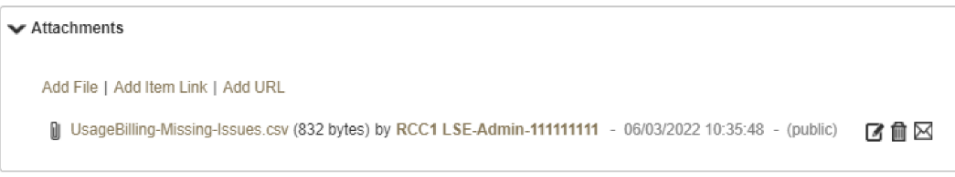 Attachments
Add File | Add Item Link | Add URL
UsageBilling-Missing-Issues.csv (832 bytes) by RCC1 LSE-Admin-111111111 - 06/03/2022 10:35:48 - (public)